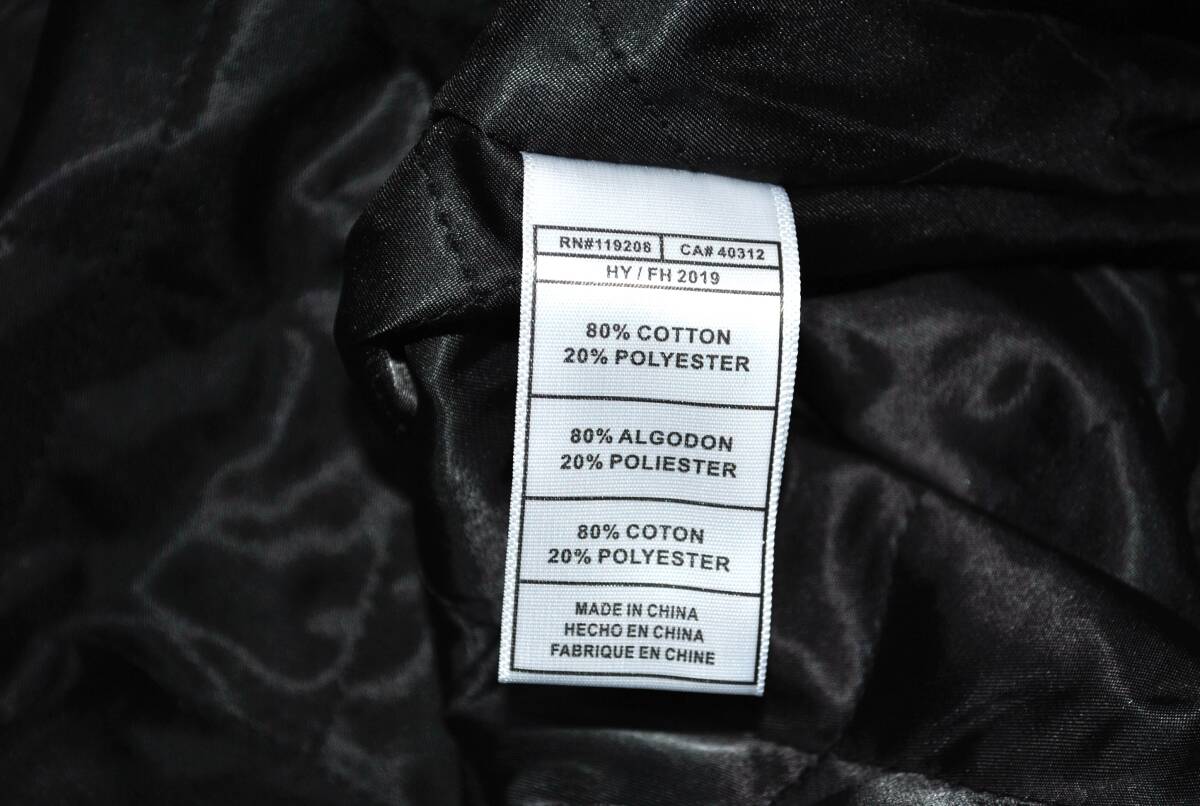 RN#119208 CA# 40312
HY / FH 2019
80% COTTON
20% POLYESTER
80% ALGODON
20% POLIESTER
80% COTON
20% POLYESTER
MADE IN CHINA
HECHO EN CHINA
FABRIQUE EN CHINE